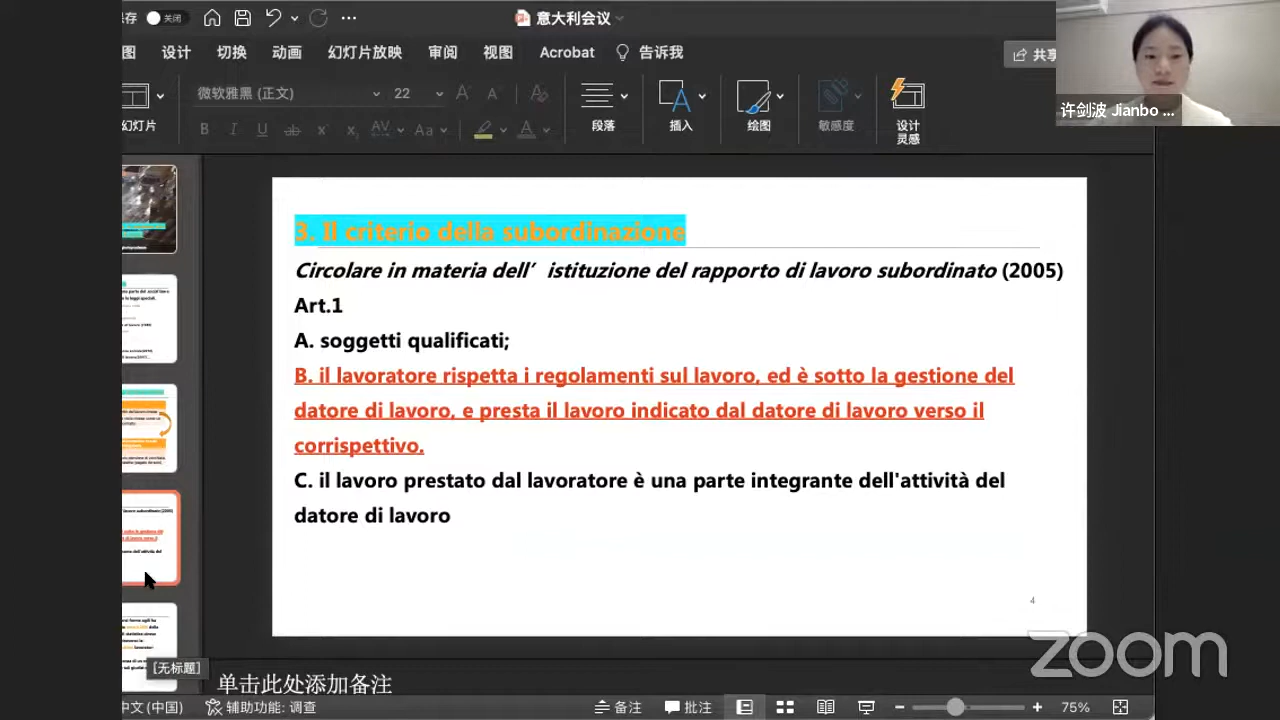 存 关闭 意大利会议
图 设计 切换 动画 幻灯片放映 审阅 视图 Acrobat 告诉我 共享
微软雅黑 (正文) 22
幻灯片 段落 插入 绘图 敏感度 设计
灵感
许剑波 Jianbo ...
3. Il criterio della subordinazione
Circolare in materia dell’istituzione del rapporto di lavoro subordinato (2005)
Art.1
A. soggetti qualificati;
B. il lavoratore rispetta i regolamenti sul lavoro, ed è sotto la gestione del
datore di lavoro, e presta il lavoro indicato dal datore di lavoro verso il
corrispettivo.
C. il lavoro prestato dal lavoratore è una parte integrante dell'attività del
datore di lavoro
4
zoom
[无标题]
单击此处添加备注
中文 (中国) 辅助功能: 调查 备注 批注 75%